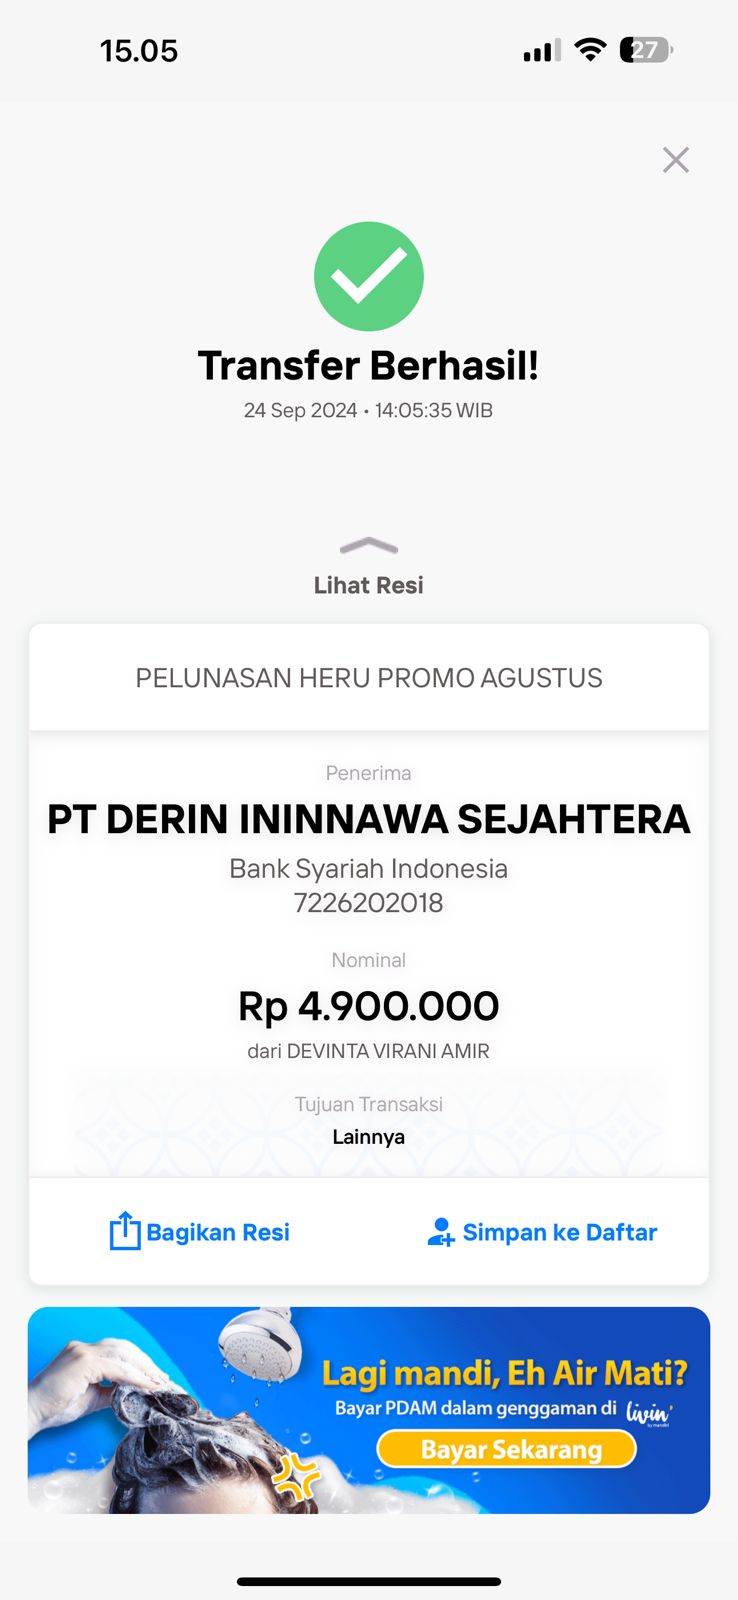 15.05
27
Transfer Berhasil!
24 Sep 2024 • 14:05:35 WIB
Lihat Resi
PELUNASAN HERU PROMO AGUSTUS
Penerima
PT DERIN ININNAWA SEJAHTERA
Bank Syariah Indonesia
7226202018
Nominal
Rp 4.900.000
dari DEVINTA VIRANI AMIR
Tujuan Transaksi
Lainnya
Bagikan Resi
Simpan ke Daftar
Lagi mandi, Eh Air Mati?
Bayar PDAM dalam genggaman di livin'
by mandiri
Bayar Sekarang